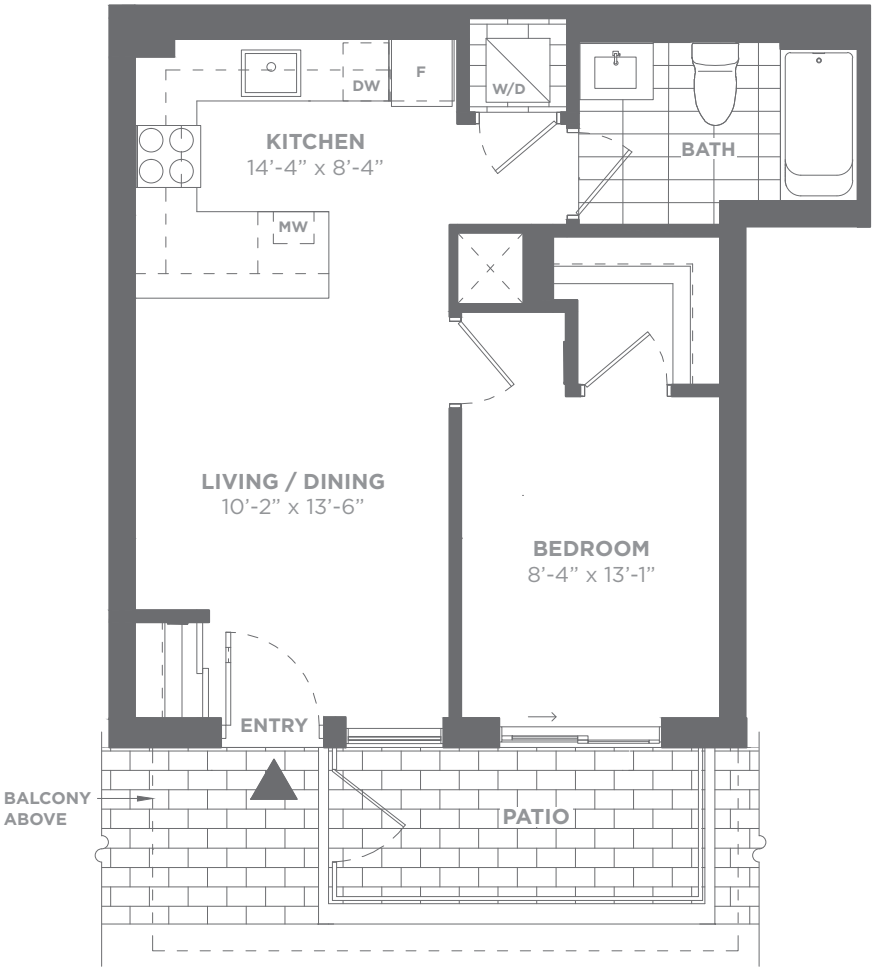 DW
F
W/D
KITCHEN
14’-4” x 8’-4”
BATH
MW
LIVING / DINING
10’-2” x 13’-6”
BEDROOM
8’-4” x 13’-1”
ENTRY
BALCONY
ABOVE
PATIO